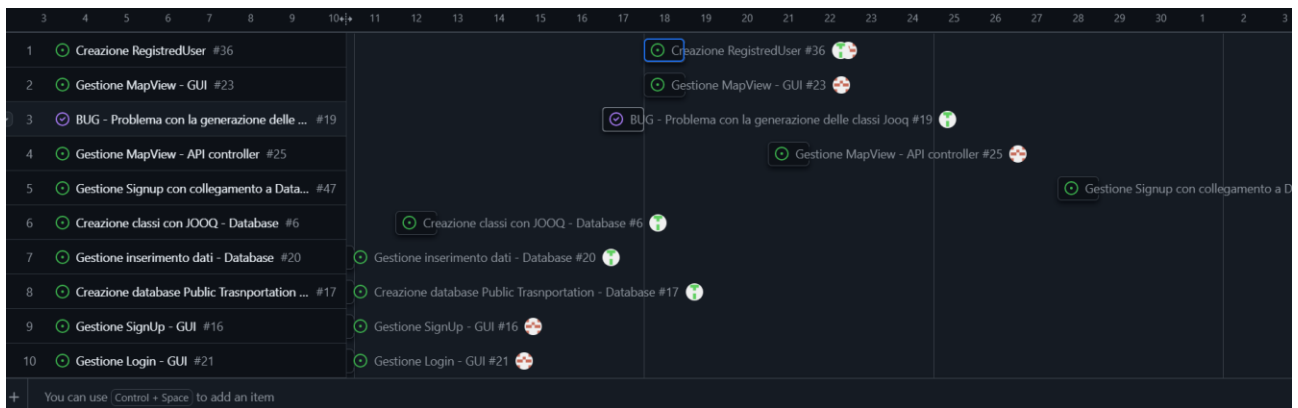 3 4 5 6 7 8 9 10 11 12 13 14 15 16 17 18 19 20 21 22 23 24 25 26 27 28 29 30 1 2 3
1 Creazione RegistredUser #36 Creazione RegistredUser #36
2 Gestione MapView - GUI #23 Gestione MapView - GUI #23
3 BUG - Problema con la generazione delle ... #19 BUG - Problema con la generazione delle classi Jooq #19
4 Gestione MapView - API controller #25 Gestione MapView - API controller #25
5 Gestione Signup con collegamento a Data... #47 Gestione Signup con collegamento a D
6 Creazione classi con JOOQ - Database #6 Creazione classi con JOOQ - Database #6
7 Gestione inserimento dati - Database #20 Gestione inserimento dati - Database #20
8 Creazione database Public Trasnportation ... #17 Creazione database Public Trasnportation - Database #17
9 Gestione SignUp - GUI #16 Gestione SignUp - GUI #16
10 Gestione Login - GUI #21 Gestione Login - GUI #21
+ You can use Control + Space to add an item